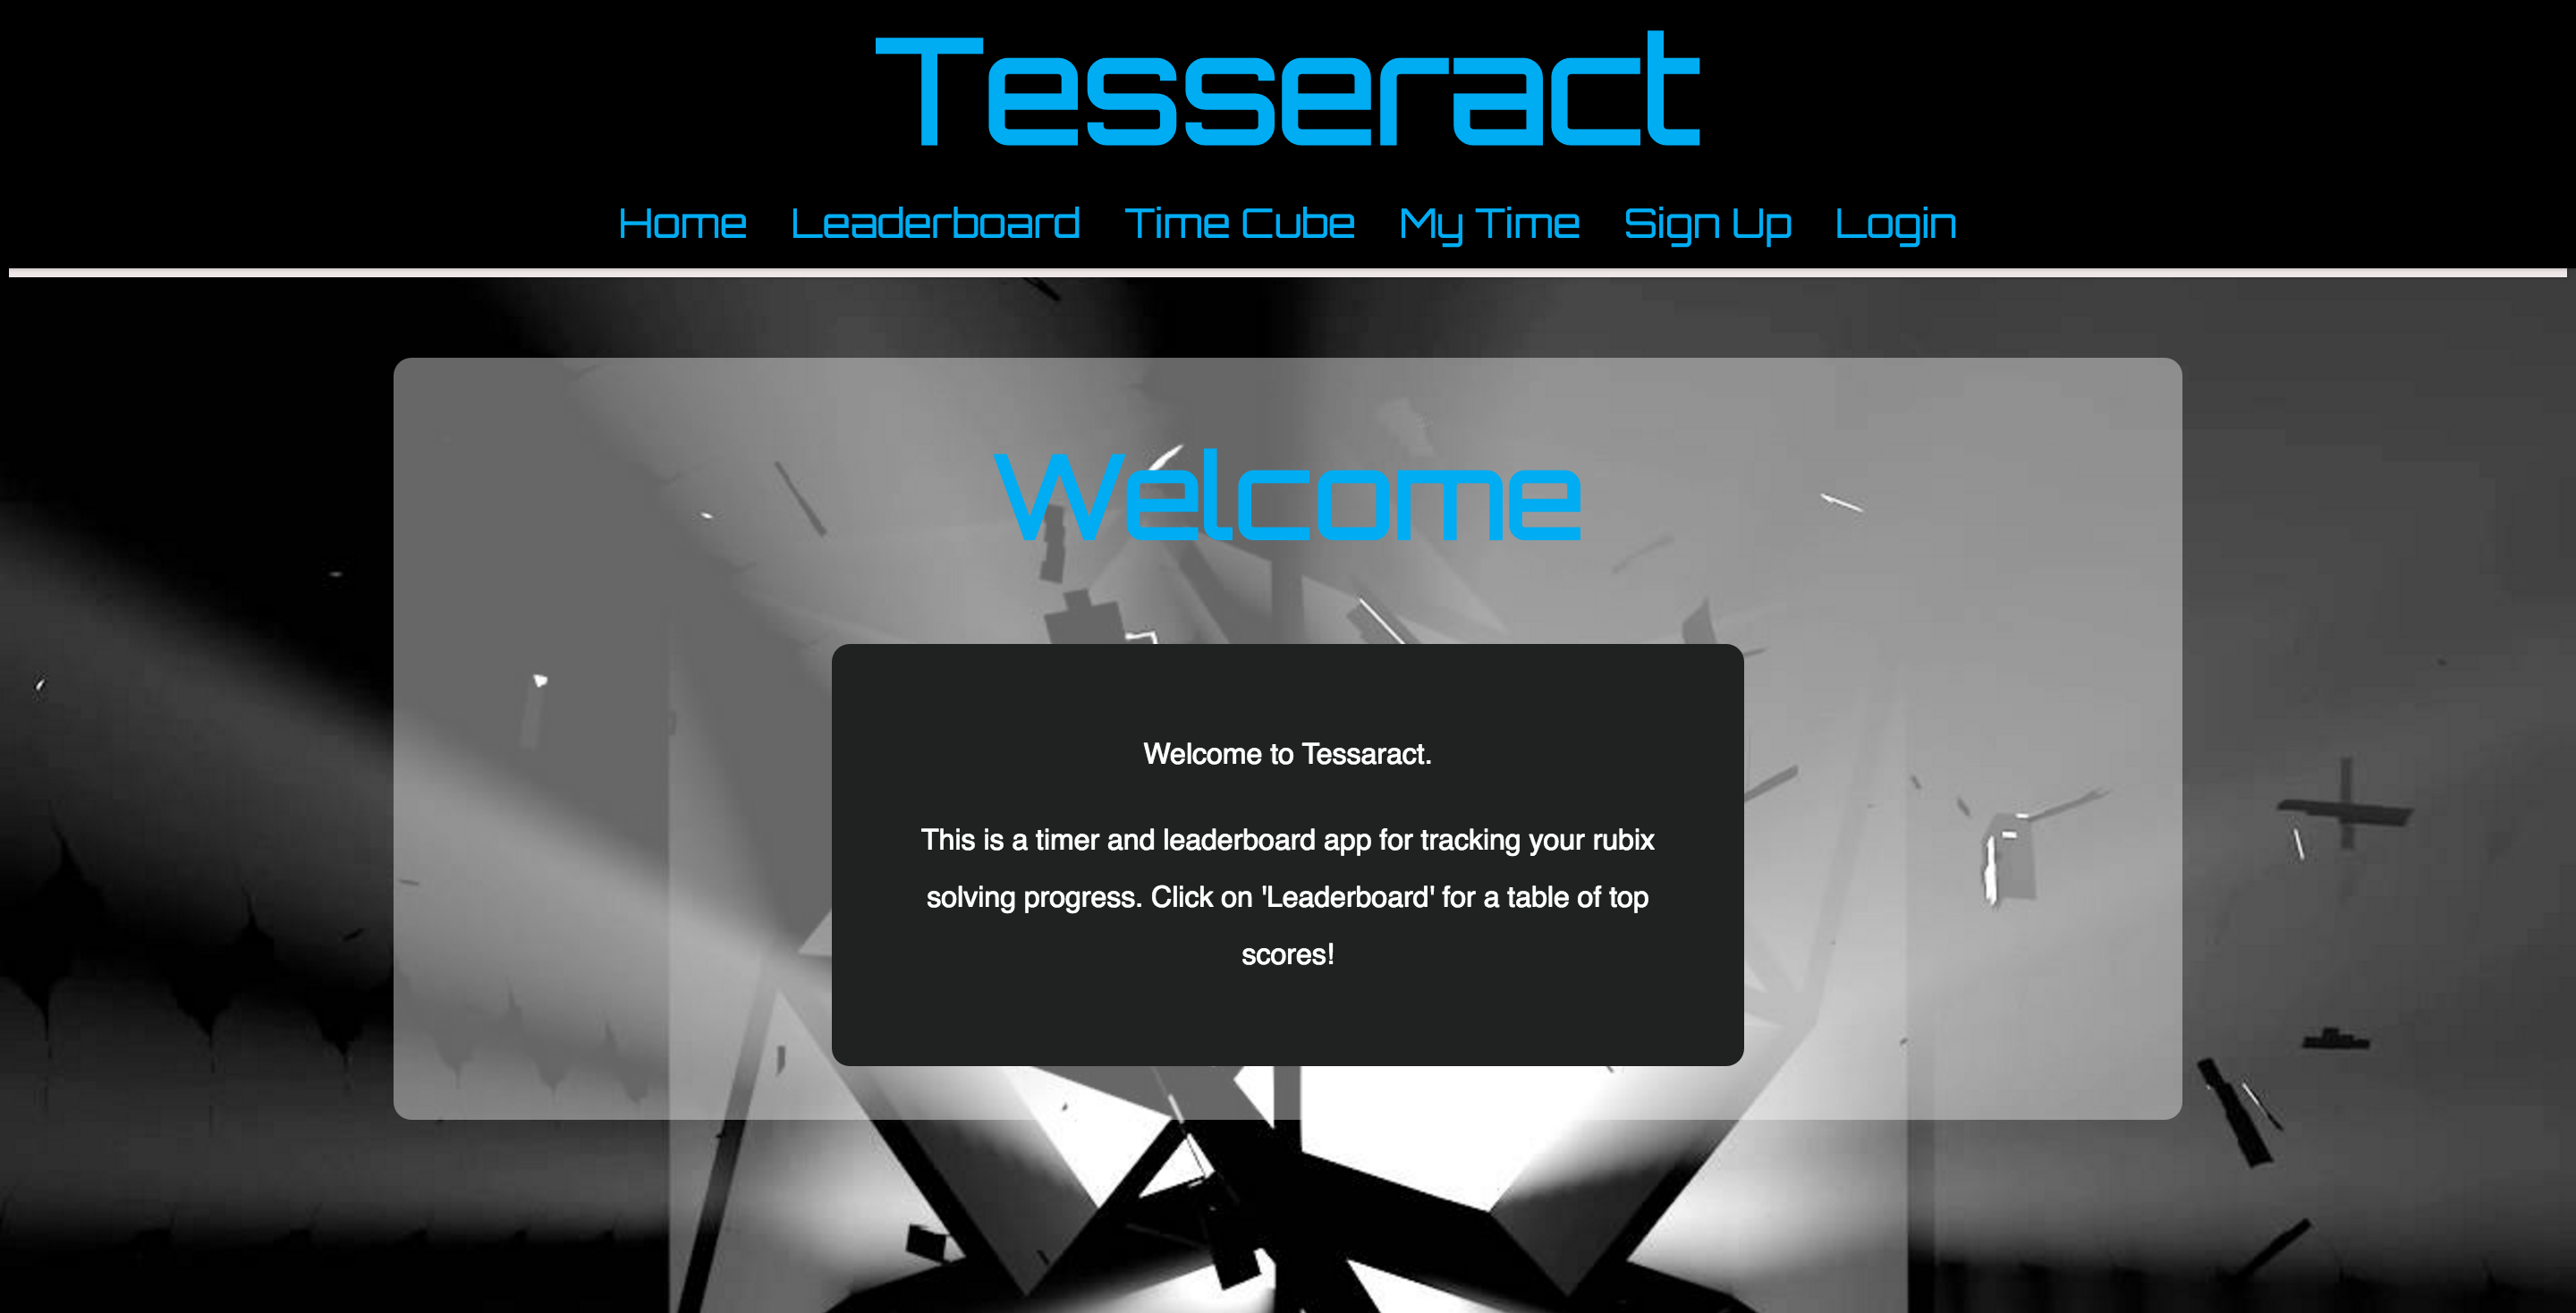 Tesseract
Home Leaderboard Time Cube My Time Sign Up Login
Welcome
Welcome to Tessaract.
This is a timer and leaderboard app for tracking your rubix
solving progress. Click on 'Leaderboard' for a table of top
scores!